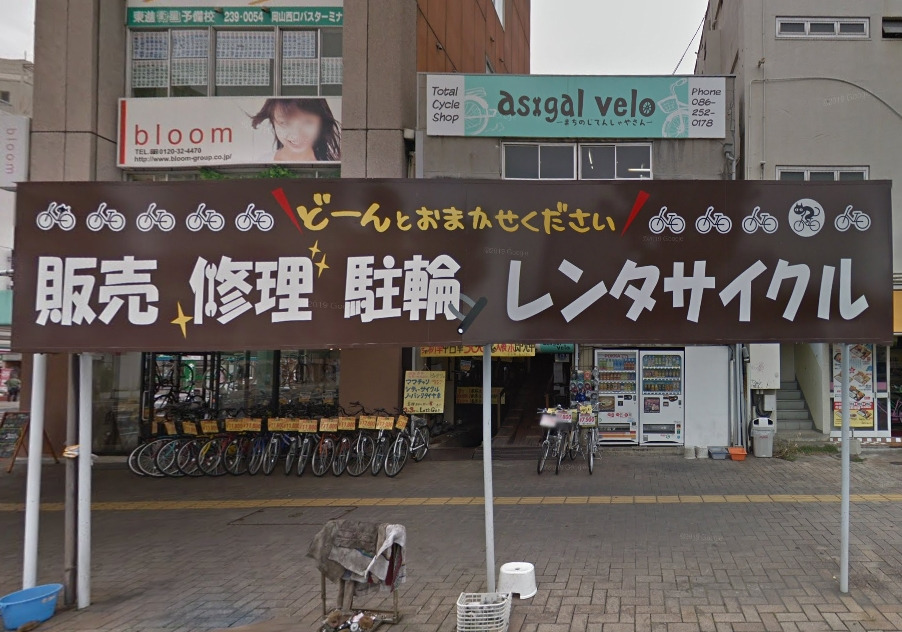 東進衛星予備校 239-0054 岡山西口バスターミナ
bloom
TEL. 0120-32-4470
http://www.bloom-group.co.jp/
bloom
Total Cycle Shop
asigal velo
—まちのじてんしゃやさん—
Phone 086-252-0178
どーんとおまかせください
販売 修理 駐輪 レンタサイクル